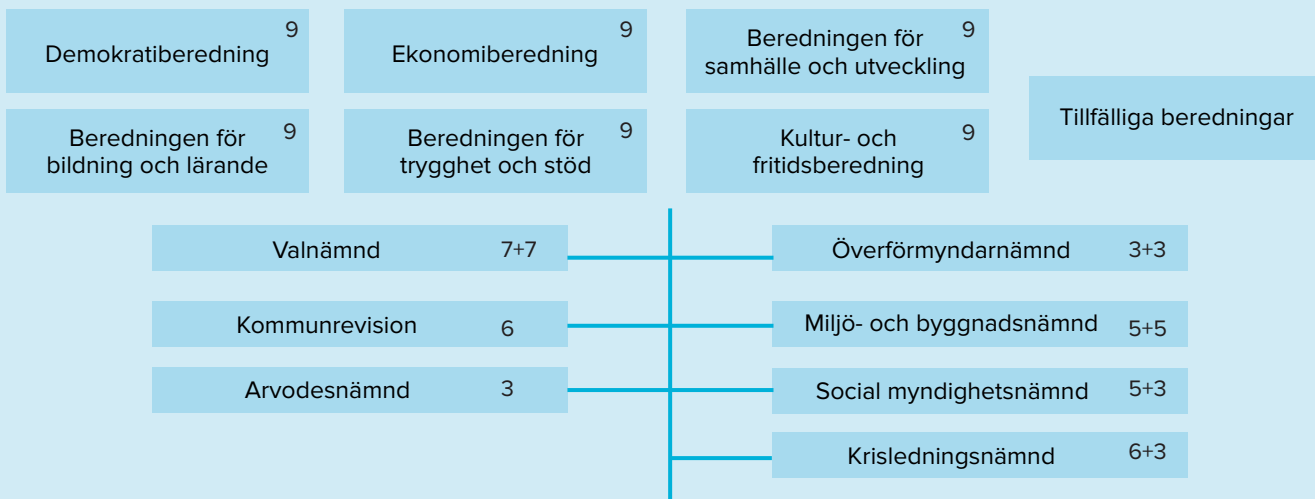 Demokratiberedning 9
Ekonomiberedning 9
Beredningen för 9
samhälle och utveckling
Tillfälliga beredningar
Beredningen för 9
bildning och lärande
Beredningen för 9
trygghet och stöd
Kultur- och 9
fritidsberedning
Valnämnd 7+7
Överförmyndarnämnd 3+3
Kommunrevision 6
Miljö- och byggnadsnämnd 5+5
Arvodesnämnd 3
Social myndighetsnämnd 5+3
Krisledningsnämnd 6+3